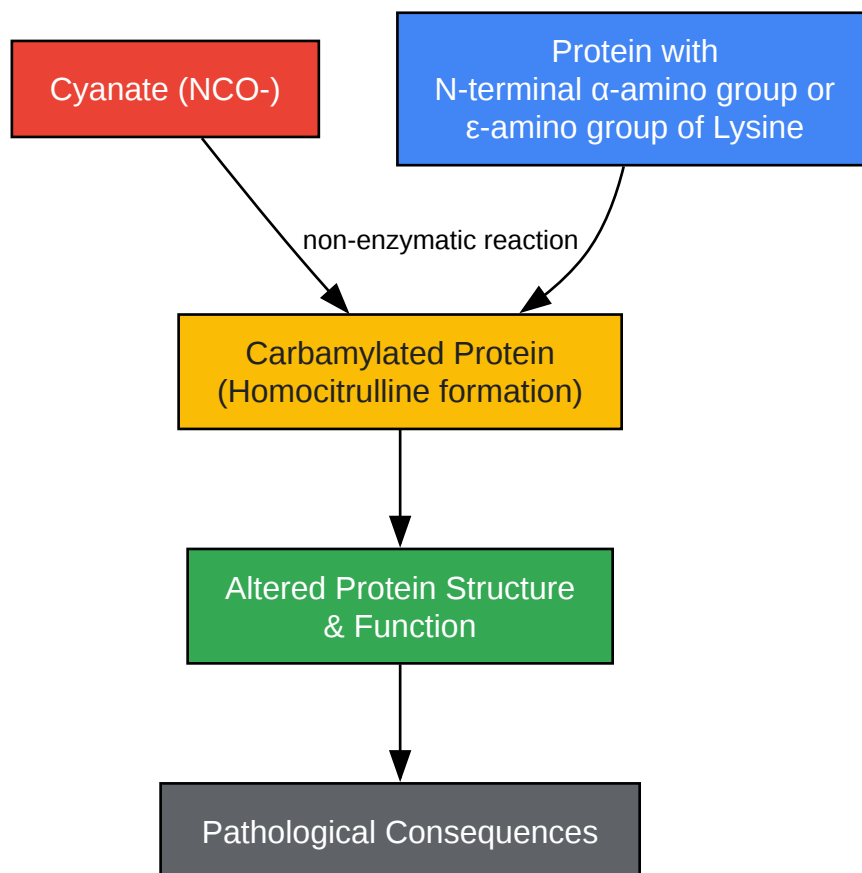 Cyanate (NCO-)
Protein with
N-terminal α-amino group or
ε-amino group of Lysine
non-enzymatic reaction
Carbamylated Protein
(Homocitrulline formation)
Altered Protein Structure
& Function
Pathological Consequences